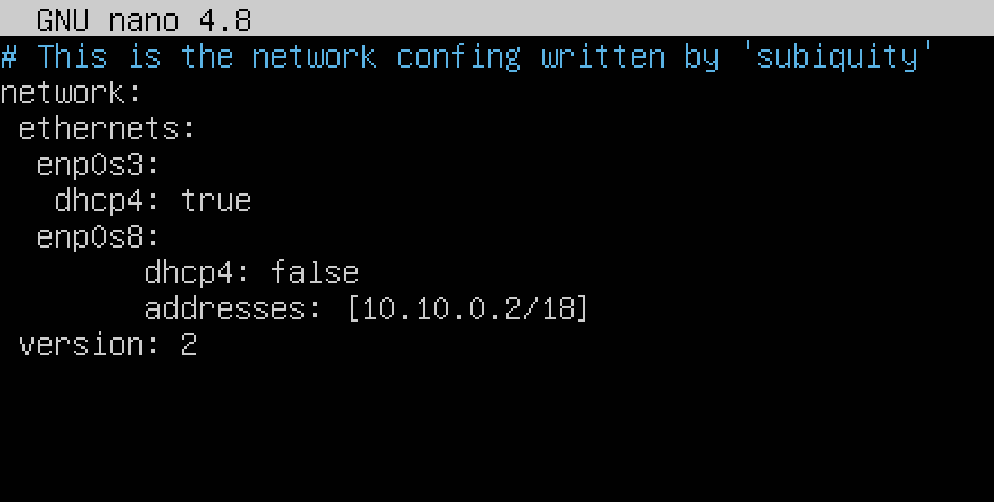 GNU nano 4.8
# This is the network confing written by 'subiquity'
network:
 ethernets:
  enp0s3:
   dhcp4: true
  enp0s8:
        dhcp4: false
        addresses: [10.10.0.2/18]
 version: 2